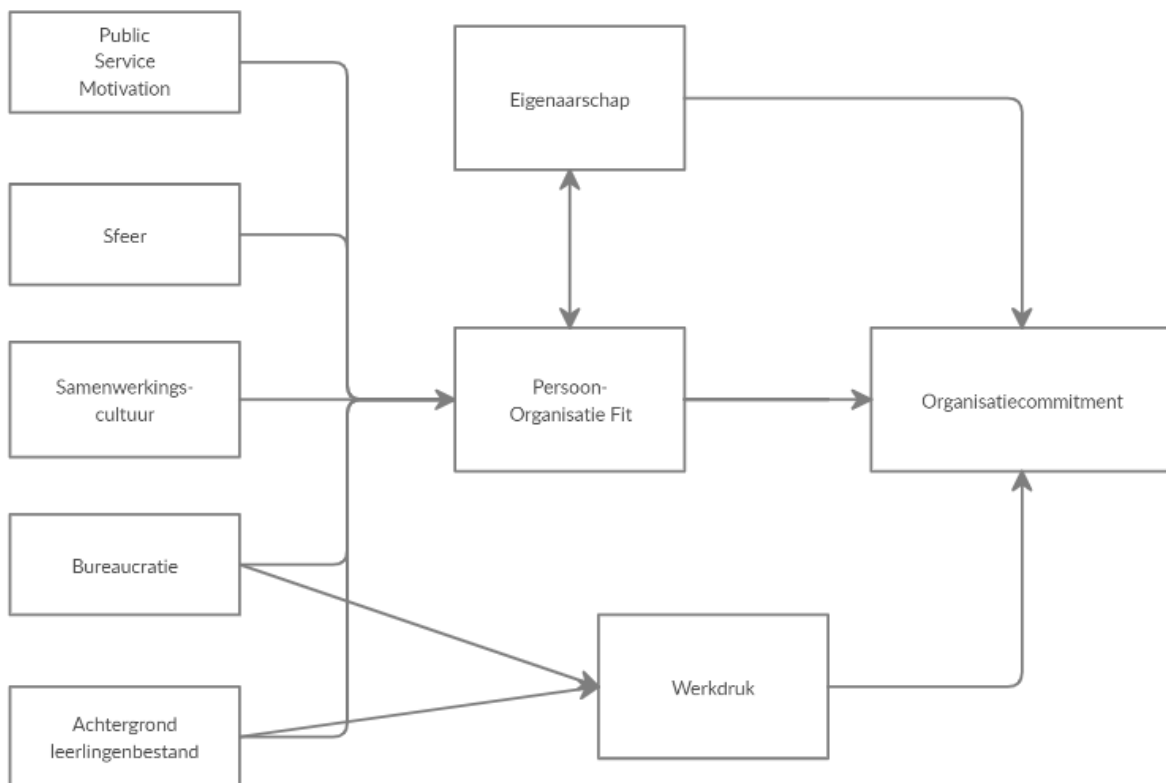 Public
Service
Motivation
Eigenaarschap
Sfeer
Samenwerkings-
cultuur
Persoon-
Organisatie Fit
Organisatiecommitment
Bureaucratie
Werkdruk
Achtergrond
leerlingenbestand